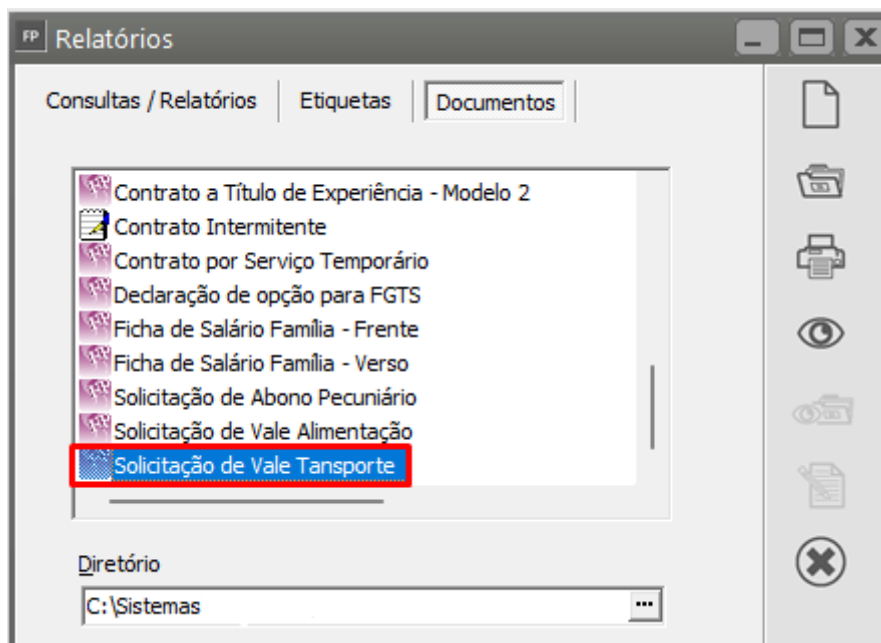 FP Relatórios
Consultas / Relatórios Etiquetas Documentos
Contrato a Título de Experiência - Modelo 2
Contrato Intermitente
Contrato por Serviço Temporário
Declaração de opção para FGTS
Ficha de Salário Família - Frente
Ficha de Salário Família - Verso
Solicitação de Abono Pecuniário
Solicitação de Vale Alimentação
Solicitação de Vale Tansporte
Diretório
C:\Sistemas ...